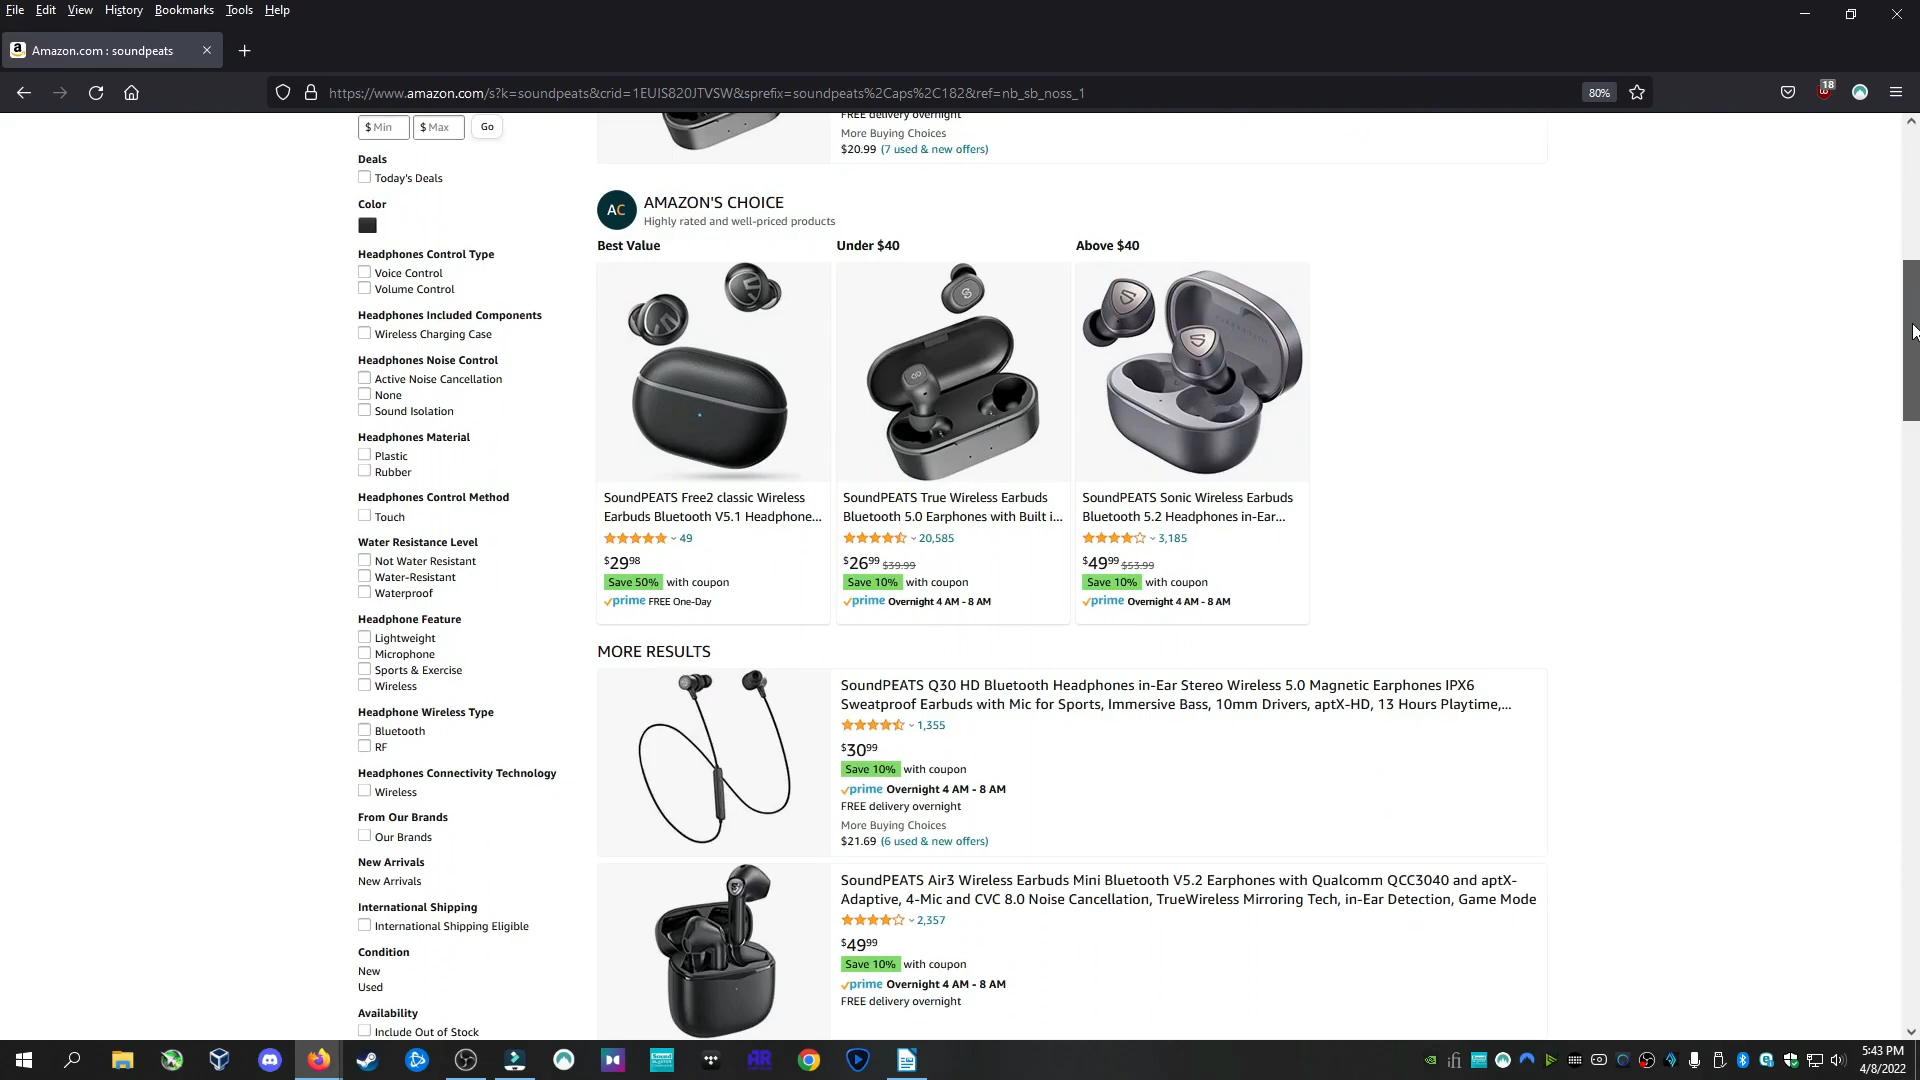 File Edit View History Bookmarks Tools Help
Amazon.com : soundpeats
https://www.amazon.com/s?k=soundpeats&crid=1EUIS820JTVSW&sprefix=soundpeats%2Caps%2C182&ref=nb_sb_noss_1
80%
18
$ Min $ Max Go
Deals
Today's Deals
Color
Headphones Control Type
Voice Control
Volume Control
Headphones Included Components
Wireless Charging Case
Headphones Noise Control
Active Noise Cancellation
None
Sound Isolation
Headphones Material
Plastic
Rubber
Headphones Control Method
Touch
Water Resistance Level
Not Water Resistant
Water-Resistant
Waterproof
Headphone Feature
Lightweight
Microphone
Sports & Exercise
Wireless
Headphone Wireless Type
Bluetooth
RF
Headphones Connectivity Technology
Wireless
From Our Brands
Our Brands
New Arrivals
New Arrivals
International Shipping
International Shipping Eligible
Condition
New
Used
Availability
Include Out of Stock
FREE delivery overnight
More Buying Choices
$20.99 (7 used & new offers)
AC AMAZON'S CHOICE
Highly rated and well-priced products
Best Value
SoundPEATS Free2 classic Wireless
Earbuds Bluetooth V5.1 Headphone...
49
$29.98
Save 50% with coupon
prime FREE One-Day
Under $40
SoundPEATS True Wireless Earbuds
Bluetooth 5.0 Earphones with Built i...
20,585
$26.99 $39.99
Save 10% with coupon
prime Overnight 4 AM - 8 AM
Above $40
SoundPEATS Sonic Wireless Earbuds
Bluetooth 5.2 Headphones in-Ear...
3,185
$49.99 $53.99
Save 10% with coupon
prime Overnight 4 AM - 8 AM
MORE RESULTS
SoundPEATS Q30 HD Bluetooth Headphones in-Ear Stereo Wireless 5.0 Magnetic Earphones IPX6
Sweatproof Earbuds with Mic for Sports, Immersive Bass, 10mm Drivers, aptX-HD, 13 Hours Playtime,...
1,355
$30.99
Save 10% with coupon
prime Overnight 4 AM - 8 AM
FREE delivery overnight
More Buying Choices
$21.69 (6 used & new offers)
SoundPEATS Air3 Wireless Earbuds Mini Bluetooth V5.2 Earphones with Qualcomm QCC3040 and aptX-
Adaptive, 4-Mic and CVC 8.0 Noise Cancellation, TrueWireless Mirroring Tech, in-Ear Detection, Game Mode
2,357
$49.99
Save 10% with coupon
prime Overnight 4 AM - 8 AM
FREE delivery overnight
5:43 PM
4/8/2022